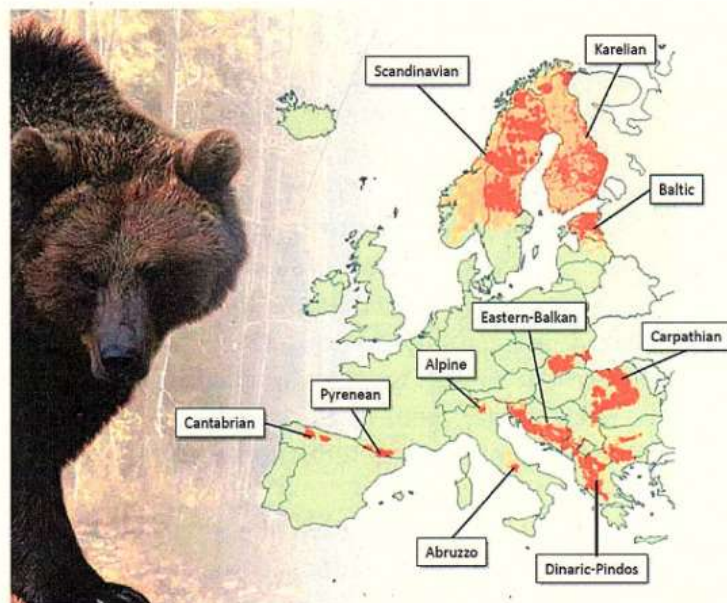 Karelian
Scandinavian
Baltic
Eastern-Balkan
Carpathian
Alpine
Pyrenean
Cantabrian
Abruzzo
Dinaric-Pindos